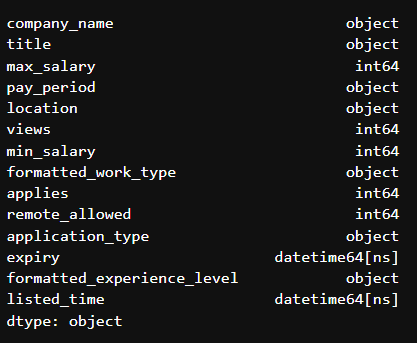 company_name object
title object
max_salary int64
pay_period object
location object
views int64
min_salary int64
formatted_work_type object
applies int64
remote_allowed int64
application_type object
expiry datetime64[ns]
formatted_experience_level object
listed_time datetime64[ns]
dtype: object